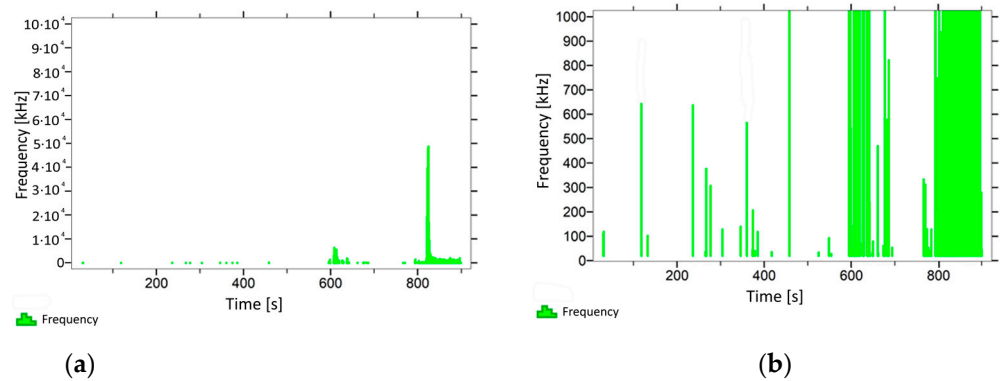 10·10⁴
9·10⁴
8·10⁴
7·10⁴
6·10⁴
5·10⁴
4·10⁴
3·10⁴
2·10⁴
1·10⁴
0
Frequency [kHz]
200 400 600 800
Time [s]
Frequency
(a)
1000
900
800
700
600
500
400
300
200
100
0
Frequency [kHz]
200 400 600 800
Time [s]
Frequency
(b)